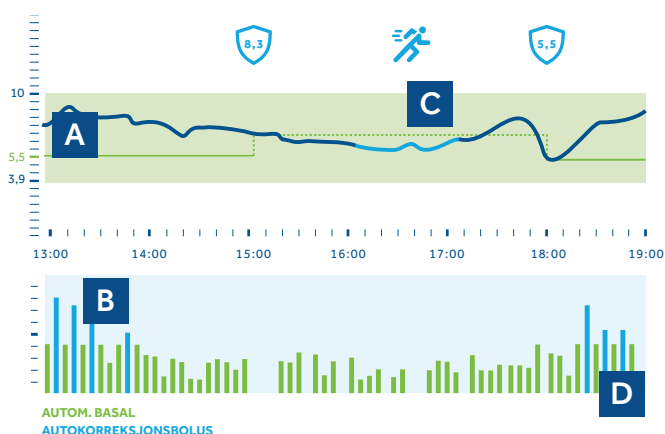 8,3
5,5
10
C
A
5,5
3,9
13:00 14:00 15:00 16:00 17:00 18:00 19:00
B
D
AUTOM. BASAL
AUTOKORREKSJONSBOLUS